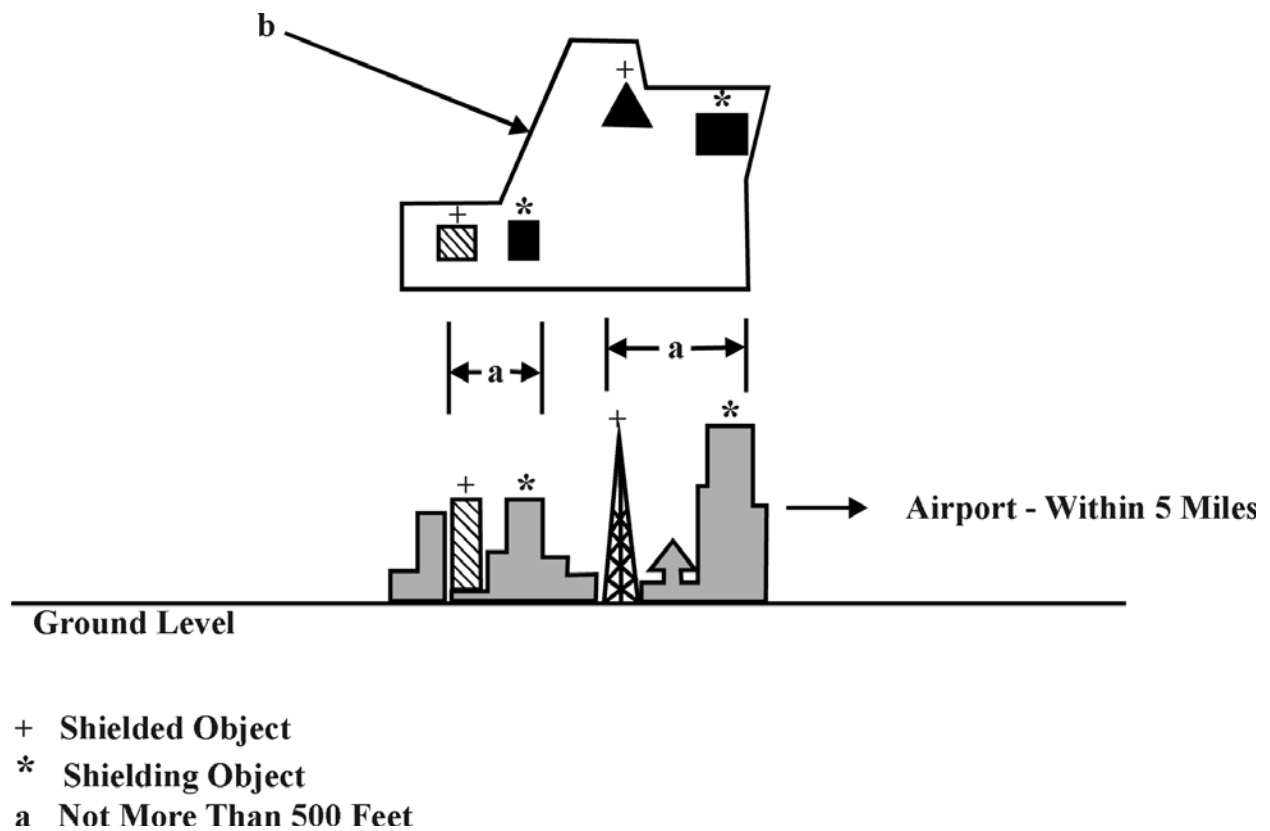 b
+
*
+
*
a
a
+
*
+
*
Airport - Within 5 Miles
Ground Level
+ Shielded Object
* Shielding Object
a Not More Than 500 Feet